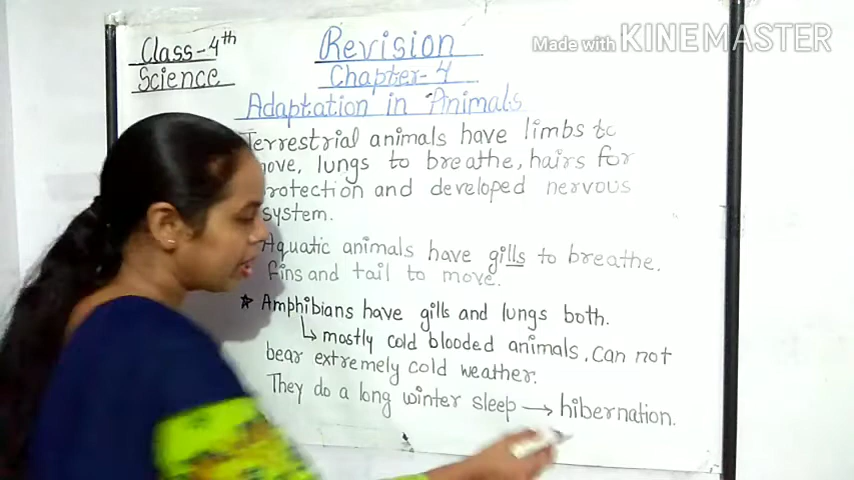 Class-4th
Science
Revision
Chapter-4
Adaptation in Animals
Made with KINEMASTER
Terrestrial animals have limbs to
move, lungs to breathe, hairs for
protection and developed nervous
system.
Aquatic animals have gills to breathe.
fins and tail to move.
★ Amphibians have gills and lungs both.
↳ mostly cold blooded animals, can not
bear extremely cold weather.
They do a long winter sleep → hibernation.